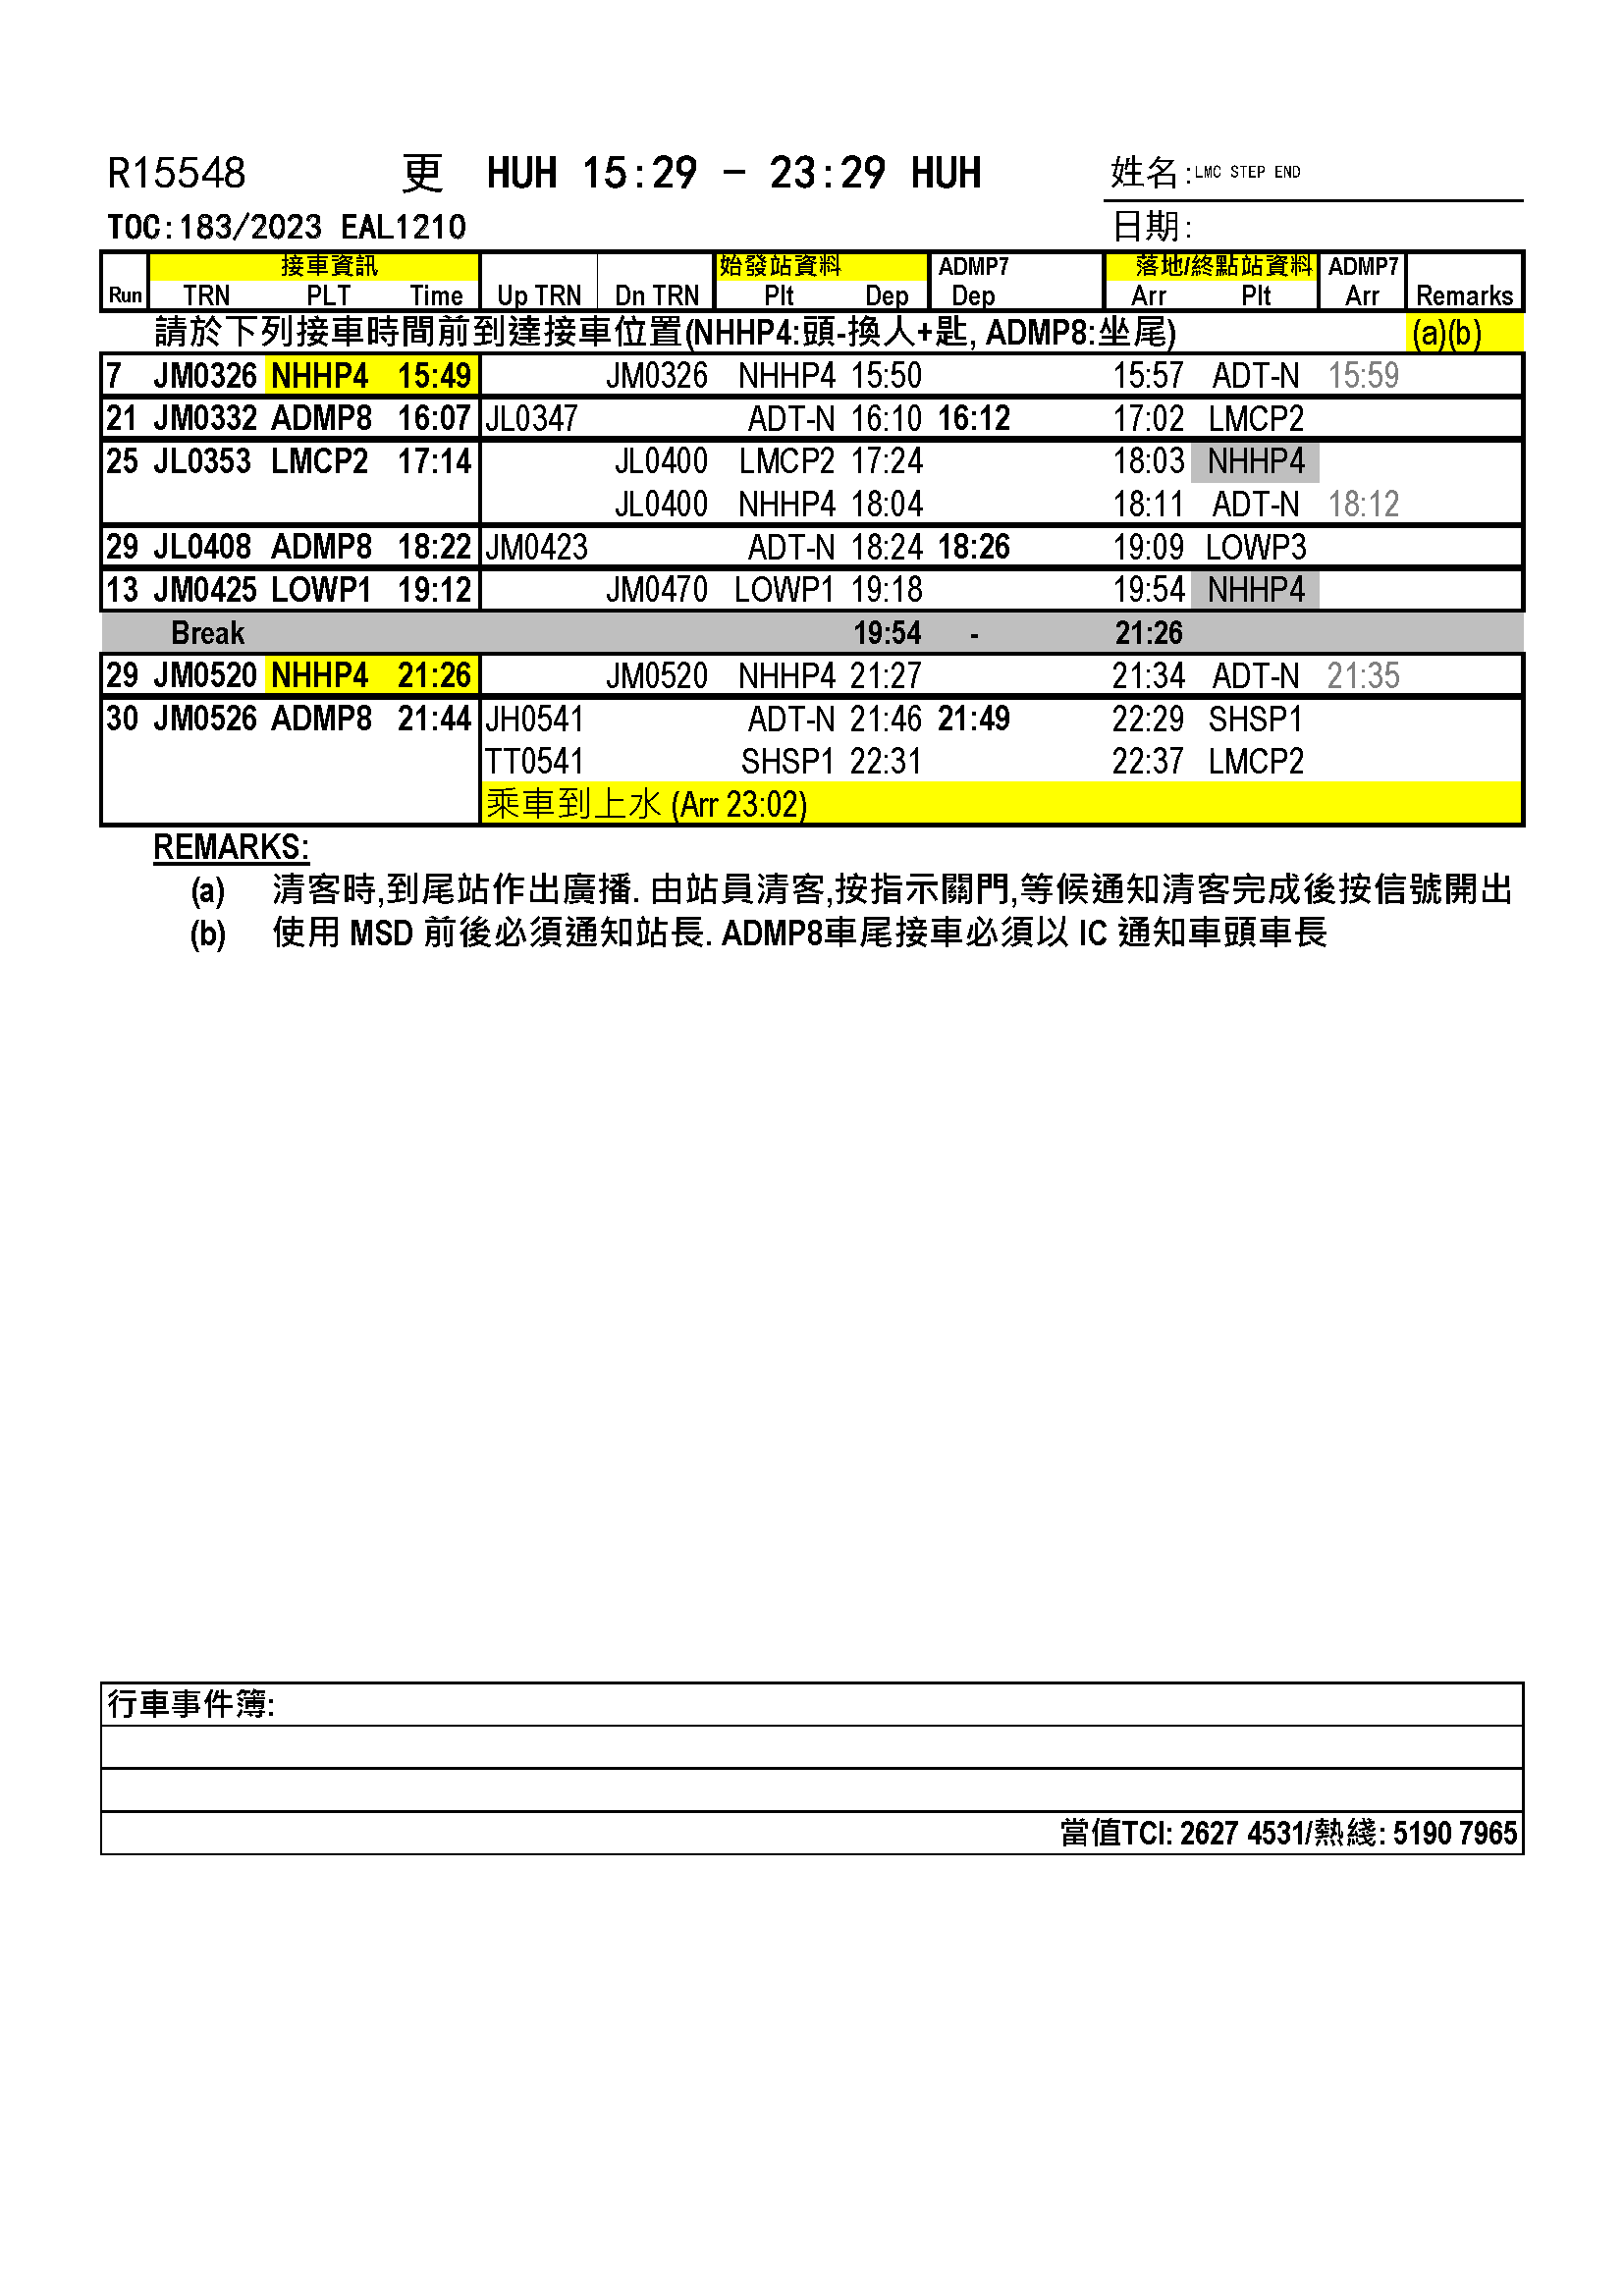 R15548 更 HUH 15:29 - 23:29 HUH 姓名:LMC STEP END
TOC:183/2023 EAL1210 日期:
接車資訊 始發站資料 ADMP7 落地/終點站資料 ADMP7
Run TRN PLT Time Up TRN Dn TRN Plt Dep Dep Arr Plt Arr Remarks
請於下列接車時間前到達接車位置(NHHP4:頭-換人+匙, ADMP8:坐尾) (a)(b)
7 JM0326 NHHP4 15:49 JM0326 NHHP4 15:50 15:57 ADT-N 15:59
21 JM0332 ADMP8 16:07 JL0347 ADT-N 16:10 16:12 17:02 LMCP2
25 JL0353 LMCP2 17:14 JL0400 LMCP2 17:24 18:03 NHHP4
JL0400 NHHP4 18:04 18:11 ADT-N 18:12
29 JL0408 ADMP8 18:22 JM0423 ADT-N 18:24 18:26 19:09 LOWP3
13 JM0425 LOWP1 19:12 JM0470 LOWP1 19:18 19:54 NHHP4
Break 19:54 - 21:26
29 JM0520 NHHP4 21:26 JM0520 NHHP4 21:27 21:34 ADT-N 21:35
30 JM0526 ADMP8 21:44 JH0541 ADT-N 21:46 21:49 22:29 SHSP1
TT0541 SHSP1 22:31 22:37 LMCP2
乘車到上水 (Arr 23:02)
REMARKS:
(a) 清客時,到尾站作出廣播. 由站員清客,按指示關門,等候通知清客完成後按信號開出
(b) 使用 MSD 前後必須通知站長. ADMP8車尾接車必須以 IC 通知車頭車長
行車事件簿:
當值TCI: 2627 4531/熱綫: 5190 7965